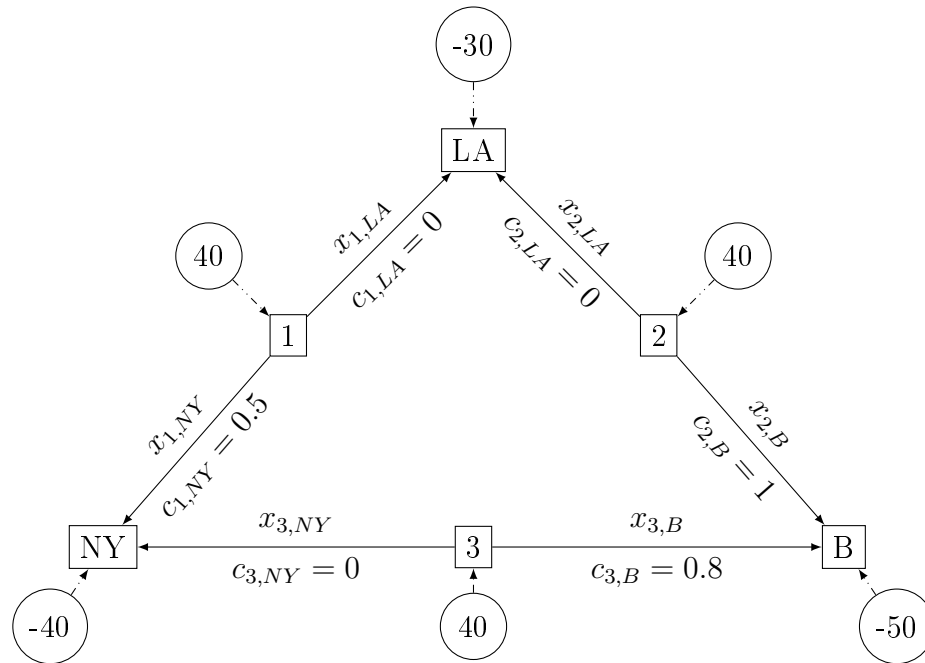 -30
LA
x_{1,LA}
c_{1,LA} = 0
x_{2,LA}
c_{2,LA} = 0
40
40
1
2
x_{1,NY}
c_{1,NY} = 0.5
x_{2,B}
c_{2,B} = 1
NY
x_{3,NY}
c_{3,NY} = 0
3
x_{3,B}
c_{3,B} = 0.8
B
-40
40
-50